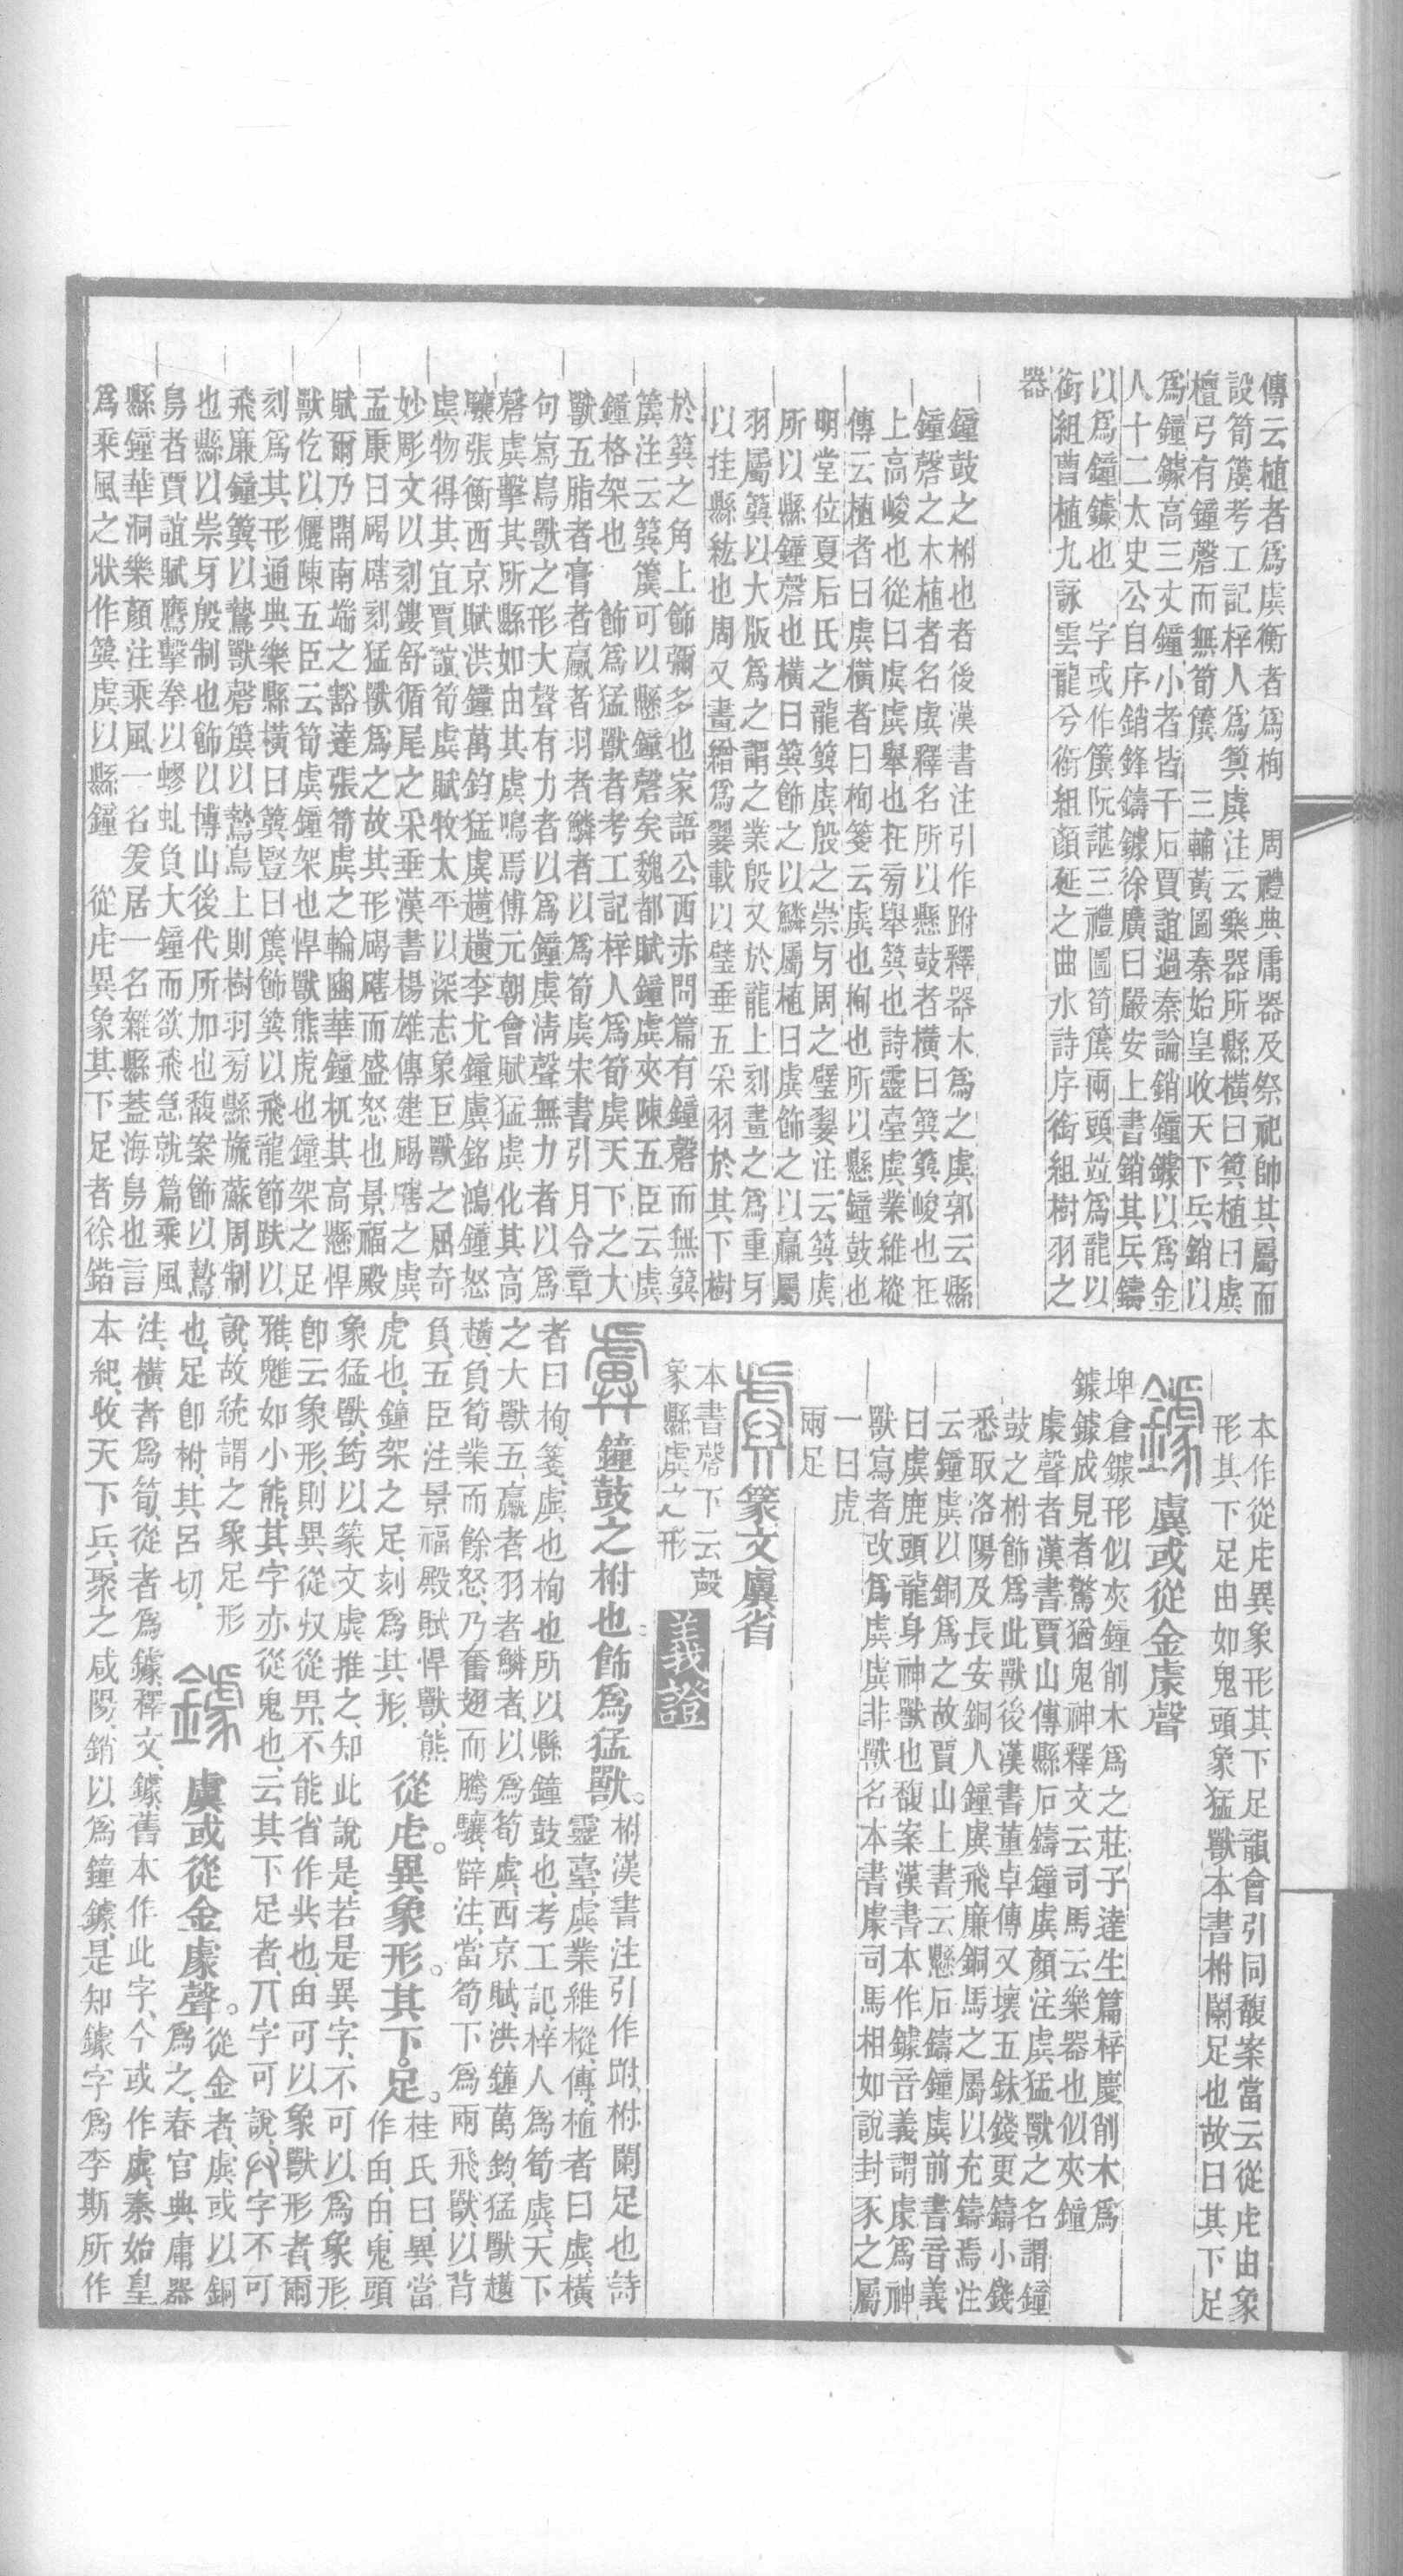 傳云植者爲虡衡者爲栒　周禮典庸器及祭祀帥其屬而
設筍簴考工記梓人爲簨虡注云樂器所縣橫曰簨植曰虡
檀弓有鐘磬而無筍簴　三輔黃圖秦始皇收天下兵銷以
爲鐘鐻高三丈鐘小者皆千石賈誼過秦論銷鐘鐻以爲金
人十二太史公自序銷鋒鑄鐻徐廣曰嚴安上書銷其兵鑄
以爲鐘鐻也　字或作簴阮諶三禮圖筍簴兩頭竝爲龍以
銜組曹植九詠雲龍兮銜組顏延之曲水詩序銜組樹羽之
器
鐘鼓之柎也者後漢書注引作跗釋器木爲之虡郭云縣
鐘磬之木植者名虡釋名所以懸鼓者橫曰簨簨峻也在
上高峻也從曰虡虡舉也在旁舉簨也詩靈臺虡業維樅
傳云植者曰虡橫者曰栒箋云虡也栒也所以懸鐘鼓也
明堂位夏后氏之龍簨虡殷之崇牙周之璧翣注云簨虡
所以縣鐘磬也橫曰簨飾之以鱗屬植曰虡飾之以臝屬
羽屬簨以大版爲之謂之業殷又於龍上刻畫之爲重牙
以挂縣紘也周又畫繒爲翣載以璧垂五采羽於其下樹
於簨之角上飾彌多也家語公西赤問篇有鐘磬而無簨
簴注云簨簴可以懸鐘磬矣魏都賦鐘虡夾陳五臣云虡
鐘格架也　飾爲猛獸者考工記梓人爲筍虡天下之大
獸五脂者膏者臝者羽者鱗者以爲筍虡宋書引月令章
句寫鳥獸之形大聲有力者以爲鐘虡淸聲無力者以爲
磬虡擊其所縣如由其虡鳴焉傅元朝會賦猛虡化其高
驤張衡西京賦洪鐘萬鈞猛虡趪趪李尤鐘虡銘鴻鐘怒
虡物得其宜賈誼筍虡賦牧太平以深志象巨獸之屈奇
妙彫文以刻鏤舒循尾之采垂漢書楊雄傳建碣磍之虡
孟康曰碣磍刻猛獸爲之故其形碣磍而盛怒也景福殿
賦爾乃開南端之豁達張筍虡之輪豳華鐘杌其高懸悍
獸仡以儷陳五臣云筍虡鐘架也悍獸熊虎也鐘架之足
刻爲其形通典樂縣橫曰簨豎曰簴飾簨以飛龍飾趺以
飛廉鐘簨以鷙獸磬簴以鷙鳥上則樹羽旁縣旒蘇周制
也縣以崇牙殷制也飾以博山後代所加也馥案飾以鷙
鳥者賈誼賦鷹擊拳以蟉虬負大鐘而欲飛急就篇乘風
縣鐘華洞樂顏注乘風一名爰居一名雜縣蓋海鳥也言
爲乘風之狀作簨虡以縣鐘　從虍異象其下足者徐鍇
本作從虍異象形其下足韻會引同馥案當云從虍甶象
形其下足甶如鬼頭象猛獸本書柎闌足也故曰其下足
鐻　虡或從金豦聲
埤倉鐻形似夾鐘削木爲之莊子達生篇梓慶削木爲
鐻鐻成見者驚猶鬼神釋文云司馬云樂器也似夾鐘
豦聲者漢書賈山傳縣石鑄鐘虡顏注虡猛獸之名謂鐘
鼓之柎飾爲此獸後漢書董卓傳又壞五銖錢更鑄小錢
悉取洛陽及長安銅人鐘虡飛廉銅馬之屬以充鑄焉注
云鐘虡以銅爲之故賈山上書云懸石鑄鐘虡前書音義
曰虡鹿頭龍身神獸也馥案漢書本作鐻音義謂豦爲神
獸寫者改爲虡虡非獸名本書豦司馬相如說封豕之屬
一曰虎
兩足
虡　篆文虡省
本書磬下云殸
象縣虡之形
義證
虡　鐘鼓之柎也飾爲猛獸。柎漢書注引作跗、柎闌足也詩
靈臺、虡業維樅、傳、植者曰虡、橫
者曰栒、箋、虡也栒也所以縣鐘鼓也、考工記、梓人爲筍虡、天下
之大獸五、臝者羽者鱗者、以爲筍虡、西京賦、洪鐘萬鈞、猛獸趪
趪、負筍業而餘怒、乃奮翅而騰驤、薛注、當筍下爲兩飛獸以背
負、五臣注景福殿賦悍獸、熊
虎也、鐘架之足、刻爲其形、從虍。異象形。其下足。桂氏曰、異當
作甶、甶、鬼頭
象猛獸、筠以篆文虡推之、知此說是、若是異字、不可以爲象形、
卽云象形、則異從収從畀、不能省作𠔏也、甶可以象獸形者、爾
雅、魋如小熊、其字亦從鬼也、云其下足者、丌字可說、字不可
說、故統謂之象足形
也、足卽柎、其呂切、鐻　虡或從金豦聲。從金者、虡或以銅
爲之、春官典庸器
注、橫者爲筍、從者爲鐻、釋文、鐻、舊本作此字、今或作虡、秦始皇
本紀、收天下兵、聚之咸陽、銷以爲鐘鐻、是知鐻字爲李斯所作